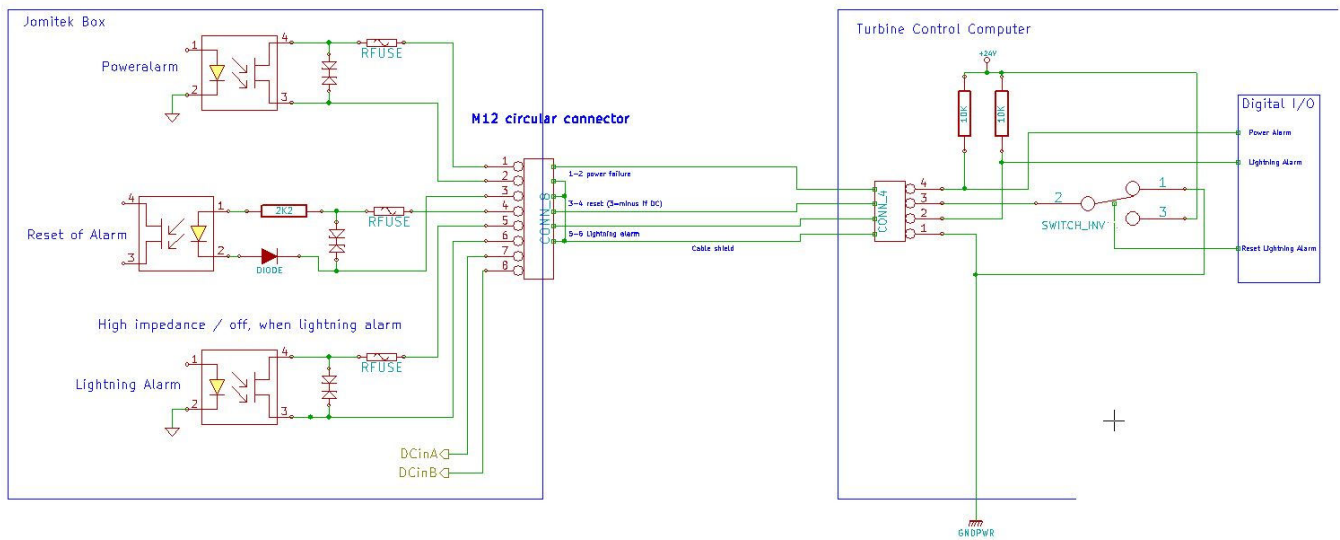 Jomitek Box
Poweralarm
1
2
4
3
RFUSE
Reset of Alarm
4
3
1
2
2K2
DIODE
RFUSE
High impedance / off, when lightning alarm
Lightning Alarm
1
2
4
3
RFUSE
DCinA
DCinB
M12 circular connector
1
2
3
4
5
6
7
8
CONN_8
1-2 power failure
3-4 reset (3=minus if DC)
5-6 lightning alarm
Cable shield
Turbine Control Computer
+24V
10K
10K
CONN_4
4
3
2
1
2
1
3
SWITCH_INV
Digital I/O
Power Alarm
Lightning Alarm
Reset Lightning Alarm
GNDPWR